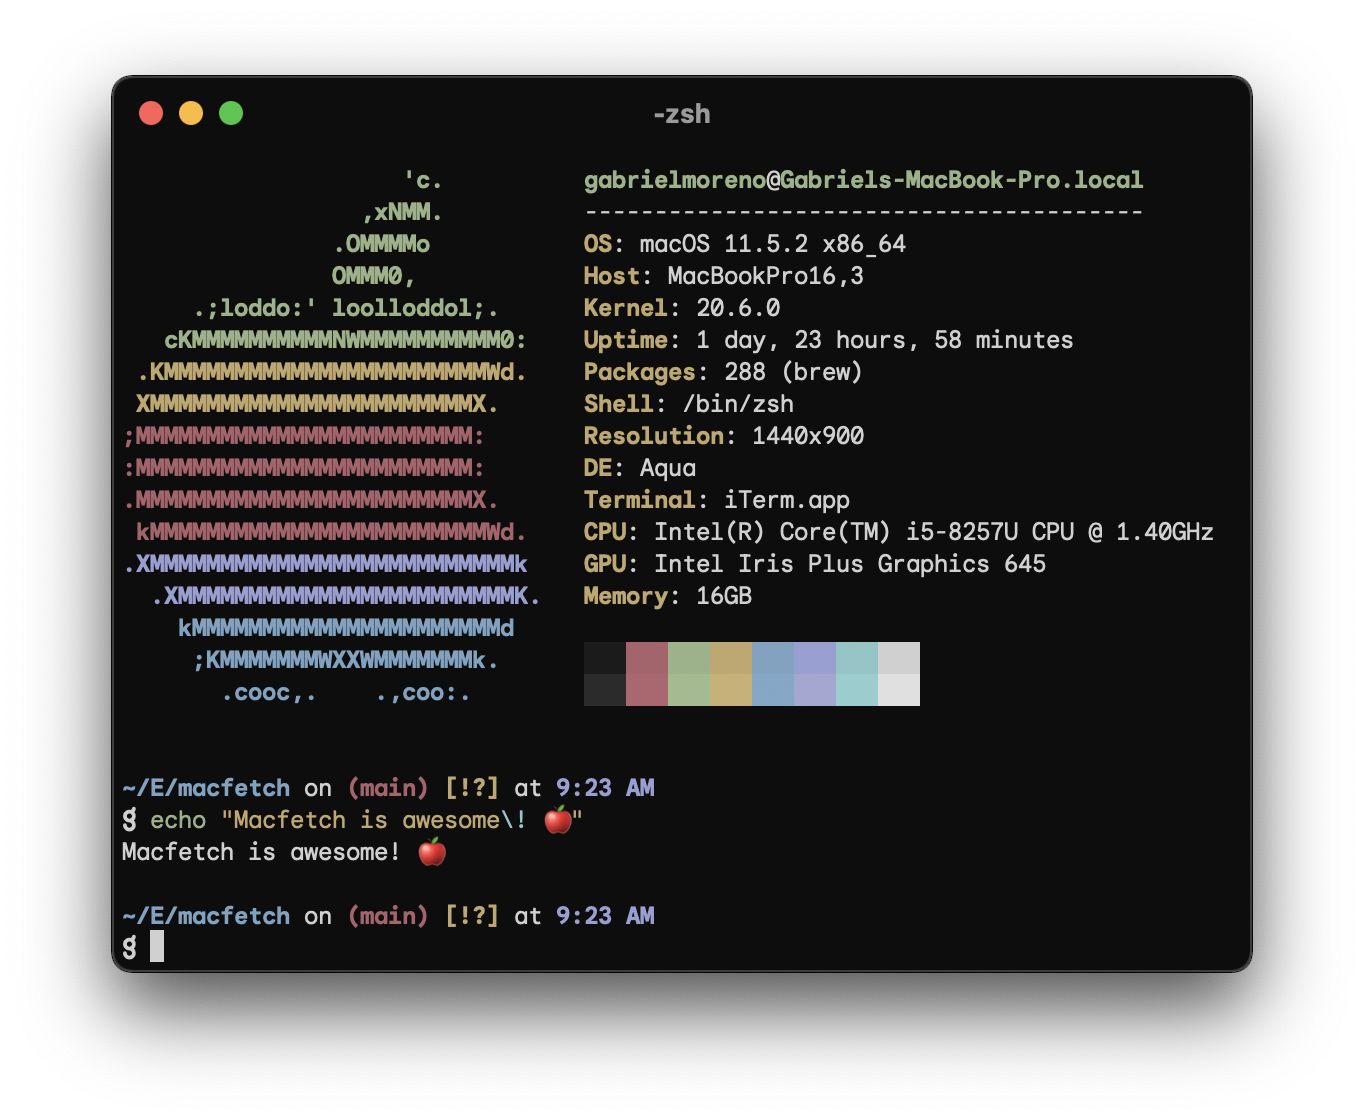 -zsh
'c.
,xNMM.
.OMMMMo
OMMM0,
.;loddo:' loolloddol;.
cKMMMMMMMMMMNWMMMMMMMMMM0:
.KMMMMMMMMMMMMMMMMMMMMMMMWd.
XMMMMMMMMMMMMMMMMMMMMMMMX.
;MMMMMMMMMMMMMMMMMMMMMMMM:
:MMMMMMMMMMMMMMMMMMMMMMMM:
.MMMMMMMMMMMMMMMMMMMMMMMMX.
kMMMMMMMMMMMMMMMMMMMMMMMMWd.
.XMMMMMMMMMMMMMMMMMMMMMMMMMMk
.XMMMMMMMMMMMMMMMMMMMMMMMMK.
kMMMMMMMMMMMMMMMMMMMMMMd
;KMMMMMMMWXXWMMMMMMMk.
.cooc,.    .,coo:.
gabrielmoreno@Gabriels-MacBook-Pro.local
----------------------------------------
OS: macOS 11.5.2 x86_64
Host: MacBookPro16,3
Kernel: 20.6.0
Uptime: 1 day, 23 hours, 58 minutes
Packages: 288 (brew)
Shell: /bin/zsh
Resolution: 1440x900
DE: Aqua
Terminal: iTerm.app
CPU: Intel(R) Core(TM) i5-8257U CPU @ 1.40GHz
GPU: Intel Iris Plus Graphics 645
Memory: 16GB
~/E/macfetch on (main) [!?] at 9:23 AM
g echo "Macfetch is awesome\! 🍎"
Macfetch is awesome! 🍎
~/E/macfetch on (main) [!?] at 9:23 AM
g